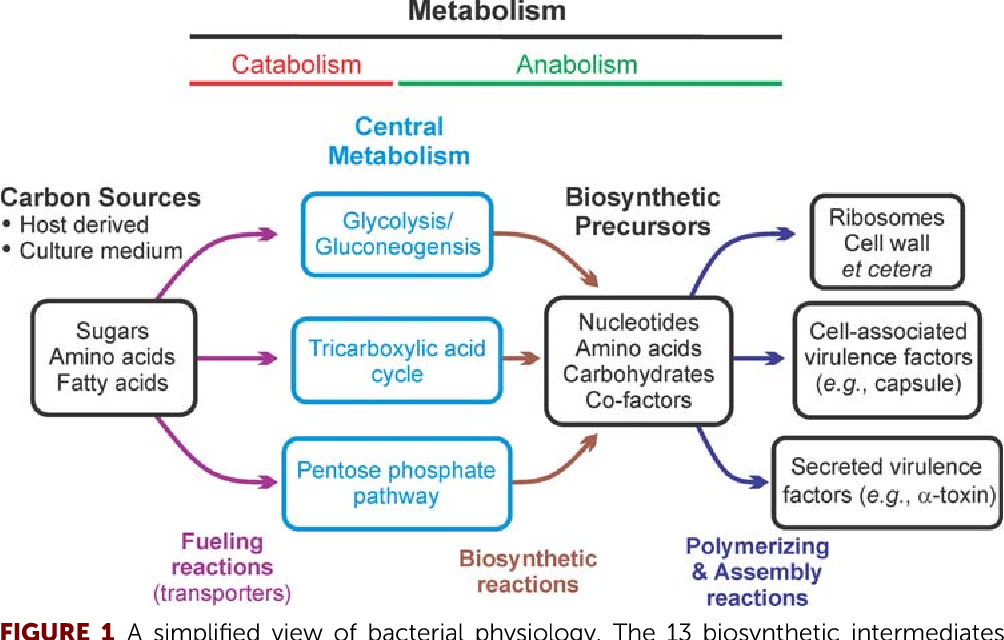 Metabolism
Catabolism
Anabolism
Central
Metabolism
Carbon Sources
• Host derived
• Culture medium
Glycolysis/
Gluconeogensis
Biosynthetic
Precursors
Ribosomes
Cell wall
et cetera
Sugars
Amino acids
Fatty acids
Tricarboxylic acid
cycle
Nucleotides
Amino acids
Carbohydrates
Co-factors
Cell-associated
virulence factors
(e.g., capsule)
Pentose phosphate
pathway
Secreted virulence
factors (e.g., α-toxin)
Fueling
reactions
(transporters)
Biosynthetic
reactions
Polymerizing
& Assembly
reactions
FIGURE 1 A simplified view of bacterial physiology. The 13 biosynthetic intermediates